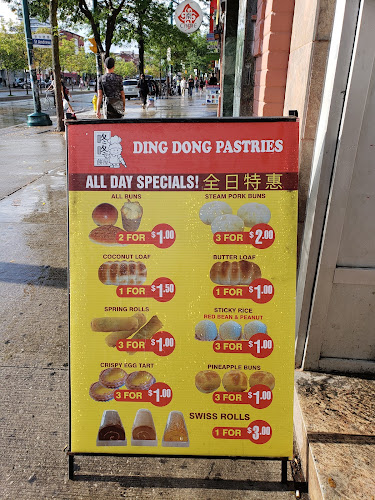 咚咚
DING DONG PASTRIES
ALL DAY SPECIALS! 全日特惠
ALL BUNS
2 FOR $1.00
STEAM PORK BUNS
3 FOR $2.00
COCONUT LOAF
1 FOR $1.50
BUTTER LOAF
1 FOR $1.00
SPRING ROLLS
3 FOR $1.00
STICKY RICE
RED BEAN & PEANUT
3 FOR $1.00
CRISPY EGG TART
3 FOR $1.00
PINEAPPLE BUNS
3 FOR $1.00
SWISS ROLLS
1 FOR $3.00